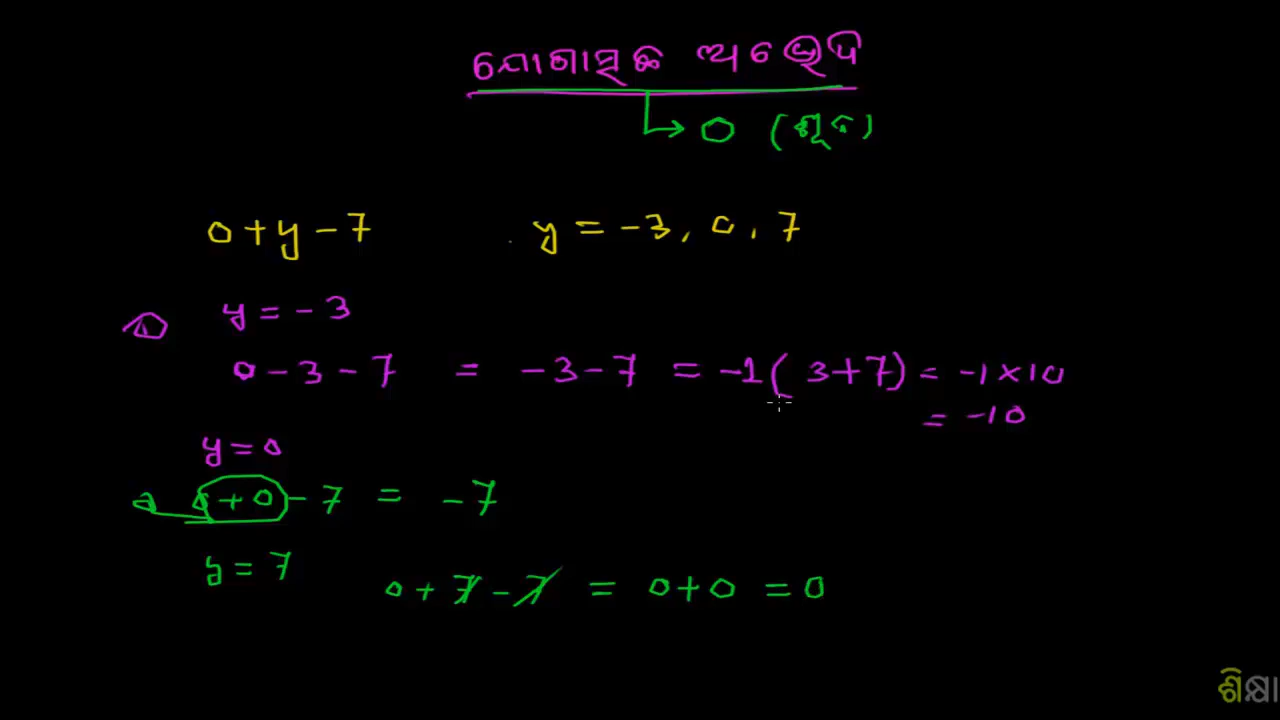 ଯୋଗାତ୍ମକ ଅଭେଦ
→ 0 (ଶୂନ)
0 + y - 7    y = -3, 0, 7
① y = -3
0 - 3 - 7 = -3 - 7 = -1(3+7) = -1 × 10
= -10
y = 0
0 + 0 - 7 = -7
y = 7    0 + 7 - 7 = 0 + 0 = 0
ଶିକ୍ଷା